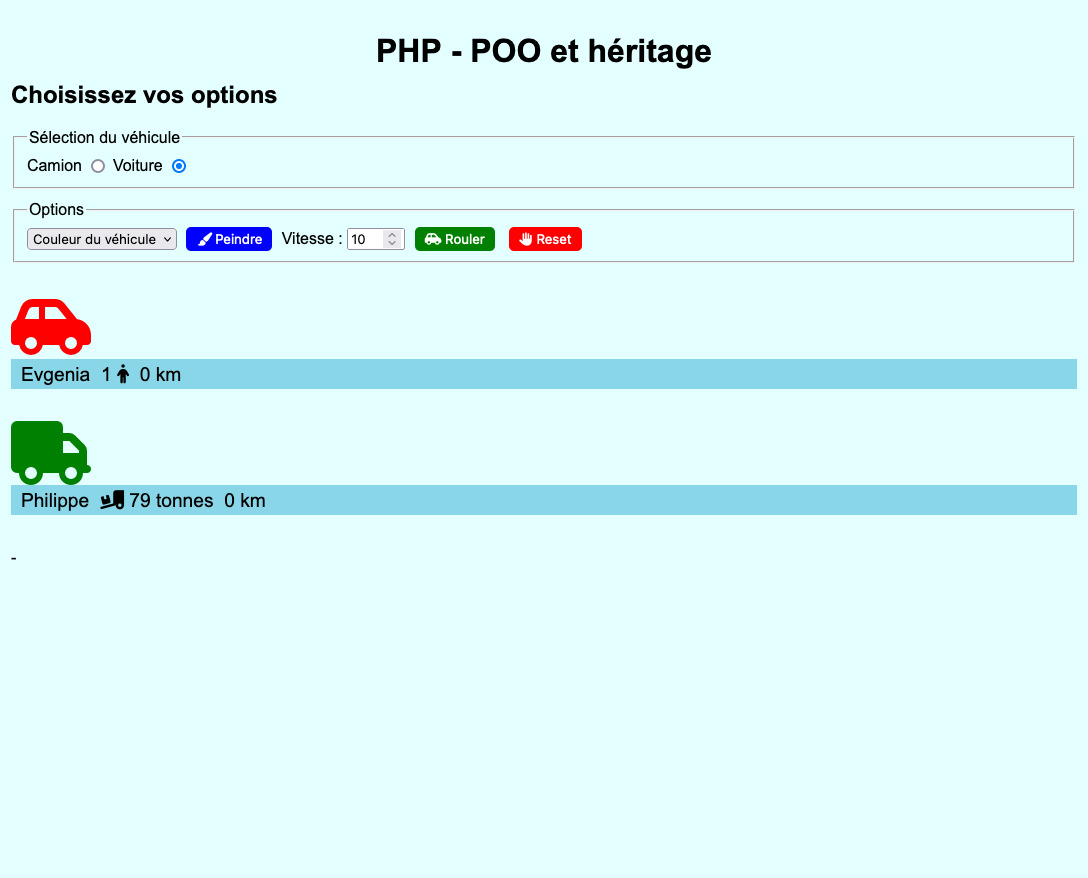 PHP - POO et héritage
Choisissez vos options
Sélection du véhicule
Camion Voiture
Options
Couleur du véhicule Peindre Vitesse : 10 Rouler Reset
Evgenia 1 0 km
Philippe 79 tonnes 0 km
-